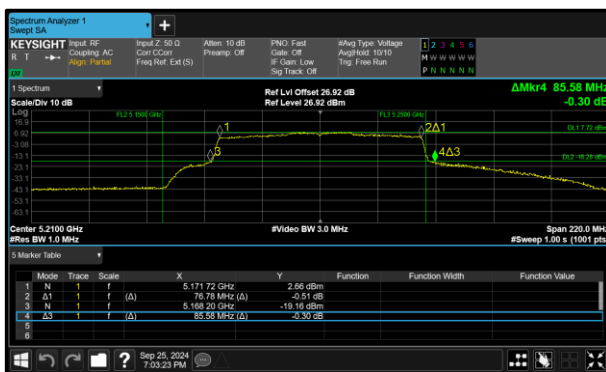 Spectrum Analyzer 1
Swept SA
KEYSIGHT Input: RF Input Z: 50 Ω Atten: 10 dB PNO: Fast #Avg Type: Voltage 1 2 3 4 5 6
R T Coupling: AC Corr CCorr Preamp: Off Gate: Off Avg|Hold: 10/10 M W W W W W
Align: Partial Freq Ref: Ext (S) IF Gain: Low Trig: Free Run P N N N N N
Sig Track: Off
1 Spectrum Ref Lvl Offset 26.92 dB ΔMkr4 85.58 MHz
Scale/Div 10 dB Ref Level 26.92 dBm -0.30 dB
Log
16.9
6.92
-3.08
-13.1
-23.1
-33.1
-43.1
-53.1
-63.1
FL2 5.1500 GHz
FL3 5.2500 GHz
1
2Δ1
DL1 7.72 dBm
3
4Δ3
DL2 -18.28 dBm
Center 5.2100 GHz #Video BW 3.0 MHz Span 220.0 MHz
#Res BW 1.0 MHz #Sweep 1.00 s (1001 pts)
5 Marker Table
Mode Trace Scale X Y Function Function Width Function Value
1 N 1 f 5.171 72 GHz 2.66 dBm
2 Δ1 1 f (Δ) 76.78 MHz (Δ) -0.51 dB
3 N 1 f 5.168 20 GHz -19.16 dBm
4 Δ3 1 f (Δ) 85.58 MHz (Δ) -0.30 dB
5
6
? Sep 25, 2024
7:03:23 PM